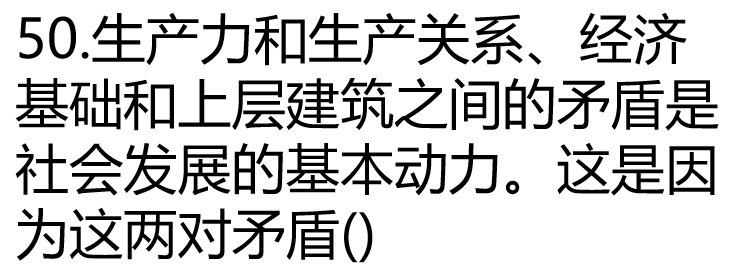 50.生产力和生产关系、经济
基础和上层建筑之间的矛盾是
社会发展的基本动力。这是因
为这两对矛盾()